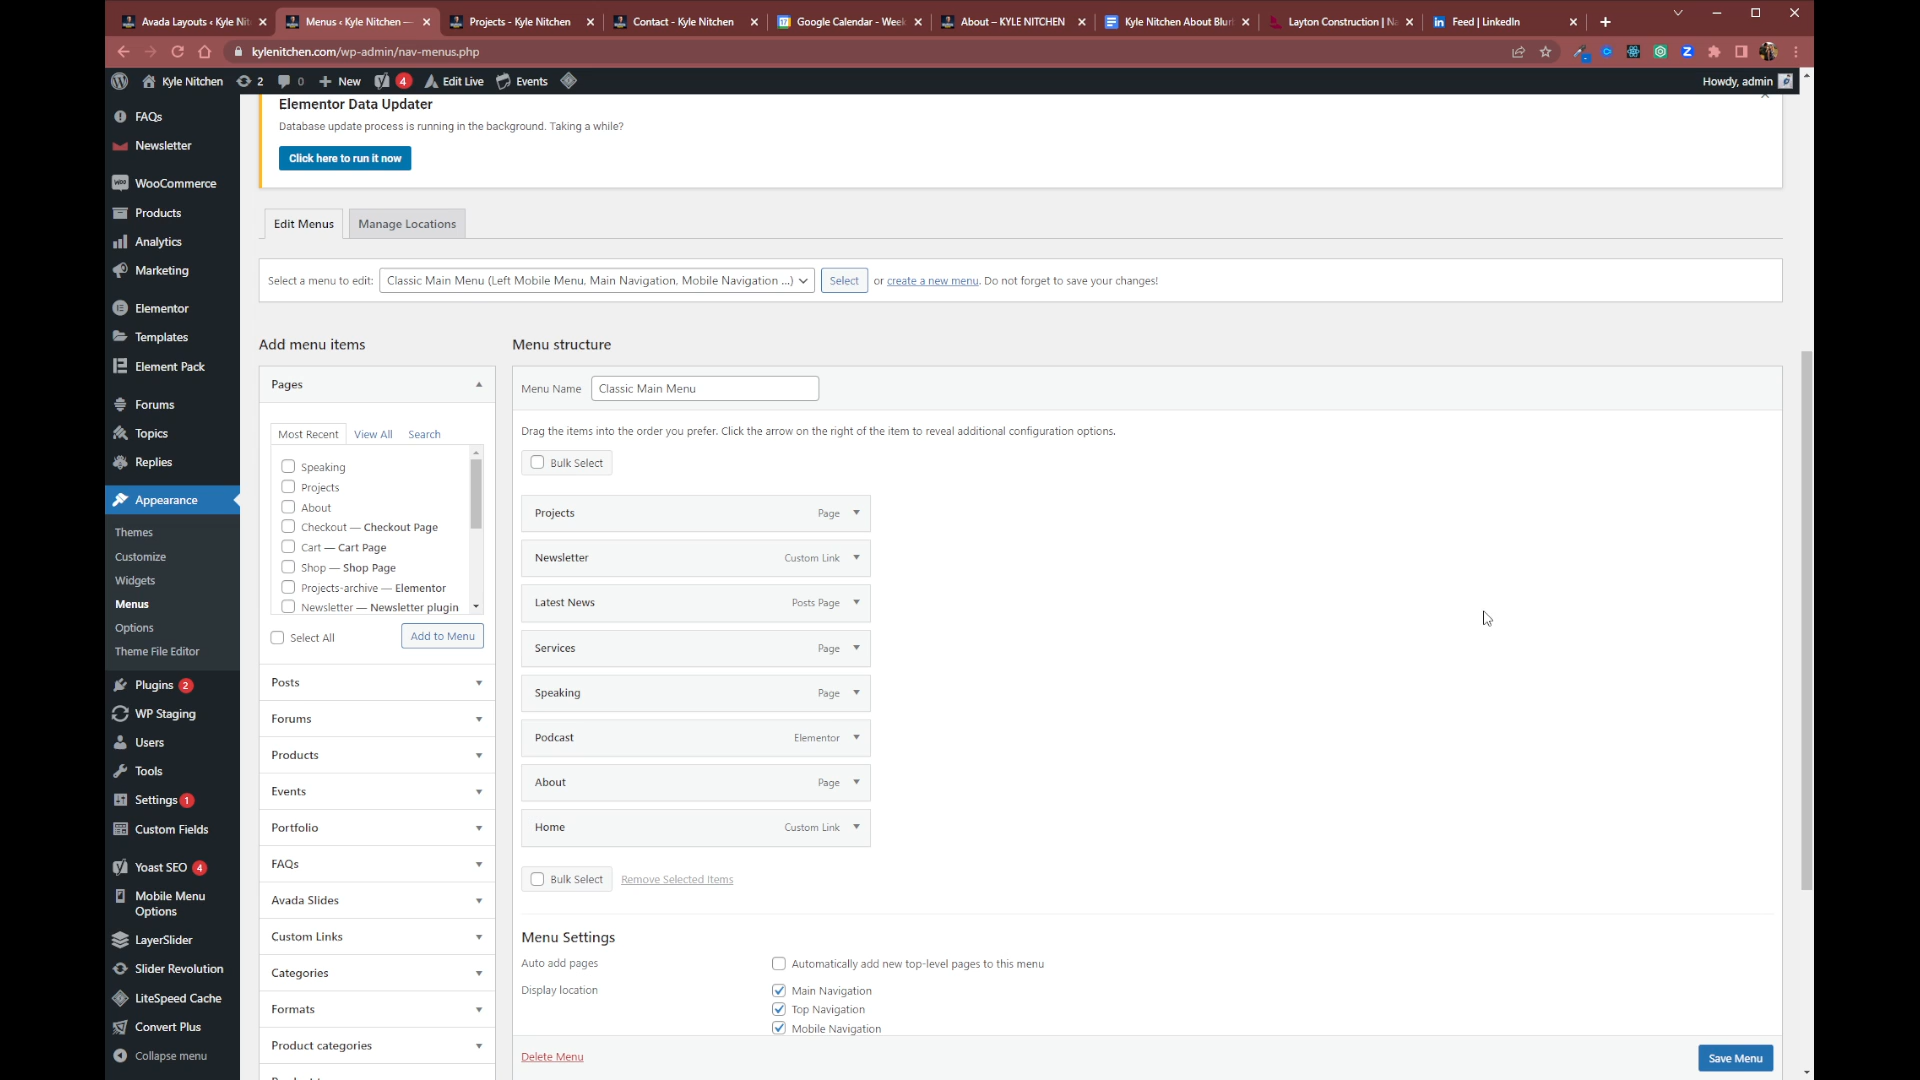 Avada Layouts ‹ Kyle Nit
Menus ‹ Kyle Nitchen —
Projects - Kyle Nitchen
Contact - Kyle Nitchen
Google Calendar - Week
About – KYLE NITCHEN
Kyle Nitchen About Blur
Layton Construction | Na
Feed | LinkedIn
kylenitchen.com/wp-admin/nav-menus.php
Kyle Nitchen
2
0
New
4
Edit Live
Events
Howdy, admin
FAQs
Newsletter
WooCommerce
Products
Analytics
Marketing
Elementor
Templates
Element Pack
Forums
Topics
Replies
Appearance
Themes
Customize
Widgets
Menus
Options
Theme File Editor
Plugins 2
WP Staging
Users
Tools
Settings 1
Custom Fields
Yoast SEO 4
Mobile Menu
Options
LayerSlider
Slider Revolution
LiteSpeed Cache
Convert Plus
Collapse menu
Elementor Data Updater
Database update process is running in the background. Taking a while?
Click here to run it now
Edit Menus
Manage Locations
Select a menu to edit: Classic Main Menu (Left Mobile Menu, Main Navigation, Mobile Navigation ...) Select or create a new menu. Do not forget to save your changes!
Add menu items
Pages
Most Recent View All Search
Speaking
Projects
About
Checkout — Checkout Page
Cart — Cart Page
Shop — Shop Page
Projects-archive — Elementor
Newsletter — Newsletter plugin
Select All
Add to Menu
Posts
Forums
Products
Events
Portfolio
FAQs
Avada Slides
Custom Links
Categories
Formats
Product categories
Menu structure
Menu Name Classic Main Menu
Drag the items into the order you prefer. Click the arrow on the right of the item to reveal additional configuration options.
Bulk Select
Projects Page
Newsletter Custom Link
Latest News Posts Page
Services Page
Speaking Page
Podcast Elementor
About Page
Home Custom Link
Bulk Select Remove Selected Items
Menu Settings
Auto add pages Automatically add new top-level pages to this menu
Display location Main Navigation
Top Navigation
Mobile Navigation
Delete Menu
Save Menu